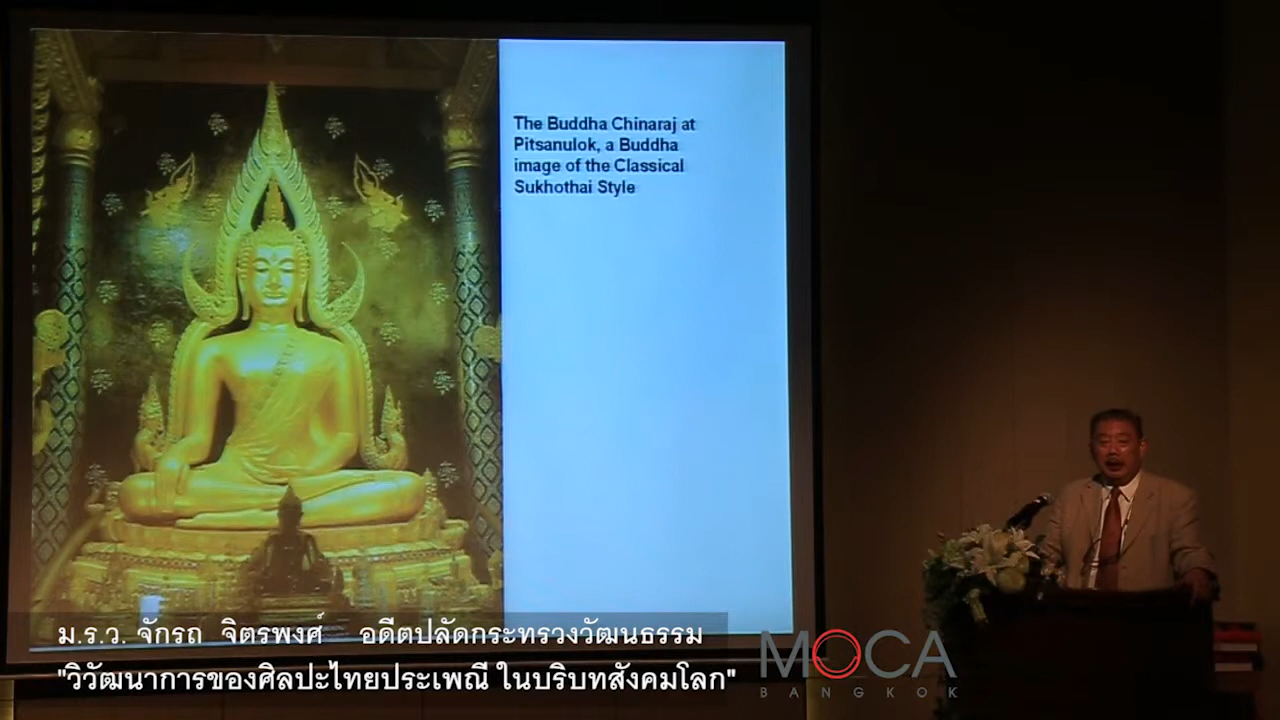 The Buddha Chinaraj at
Pitsanulok, a Buddha
image of the Classical
Sukhothai Style
ม.ร.ว. จักรถ จิตรพงศ์ อดีตปลัดกระทรวงวัฒนธรรม
"วิวัฒนาการของศิลปะไทยประเพณี ในบริบทสังคมโลก"
MOCA
BANGKOK